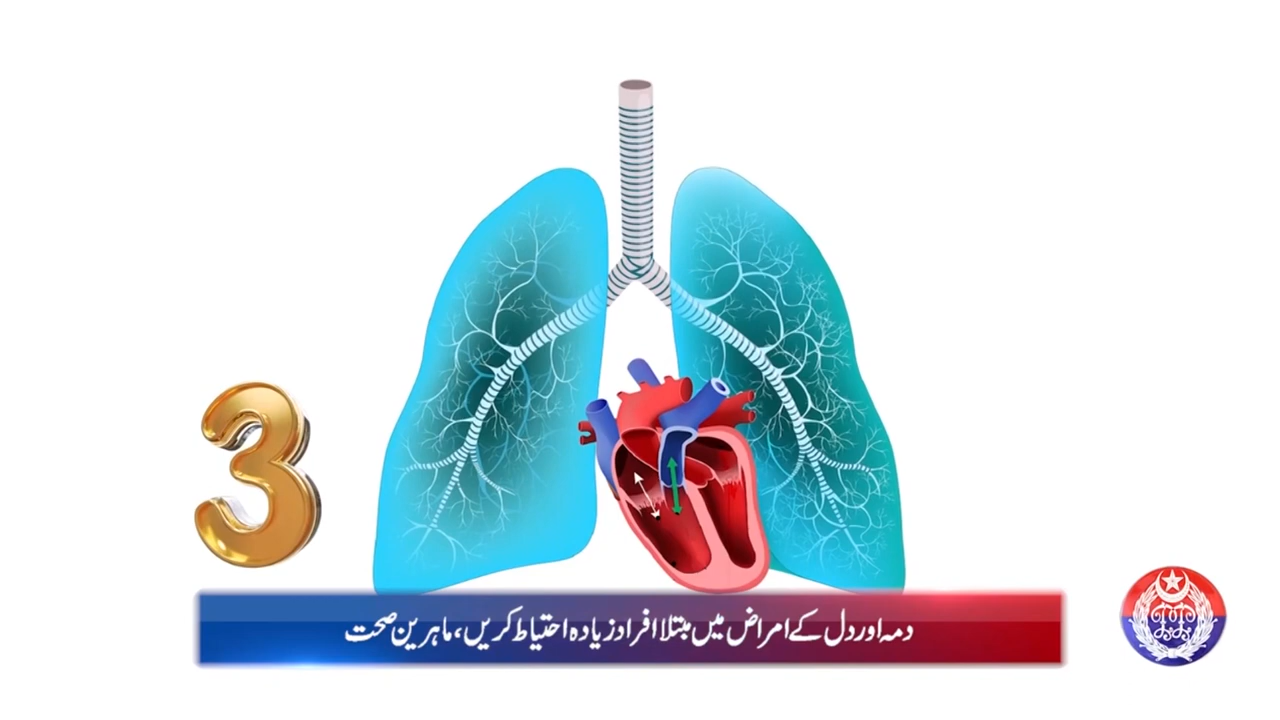 3
دمہ اور دل کے امراض میں مبتلا افراد زیادہ احتیاط کریں، ماہرین صحت